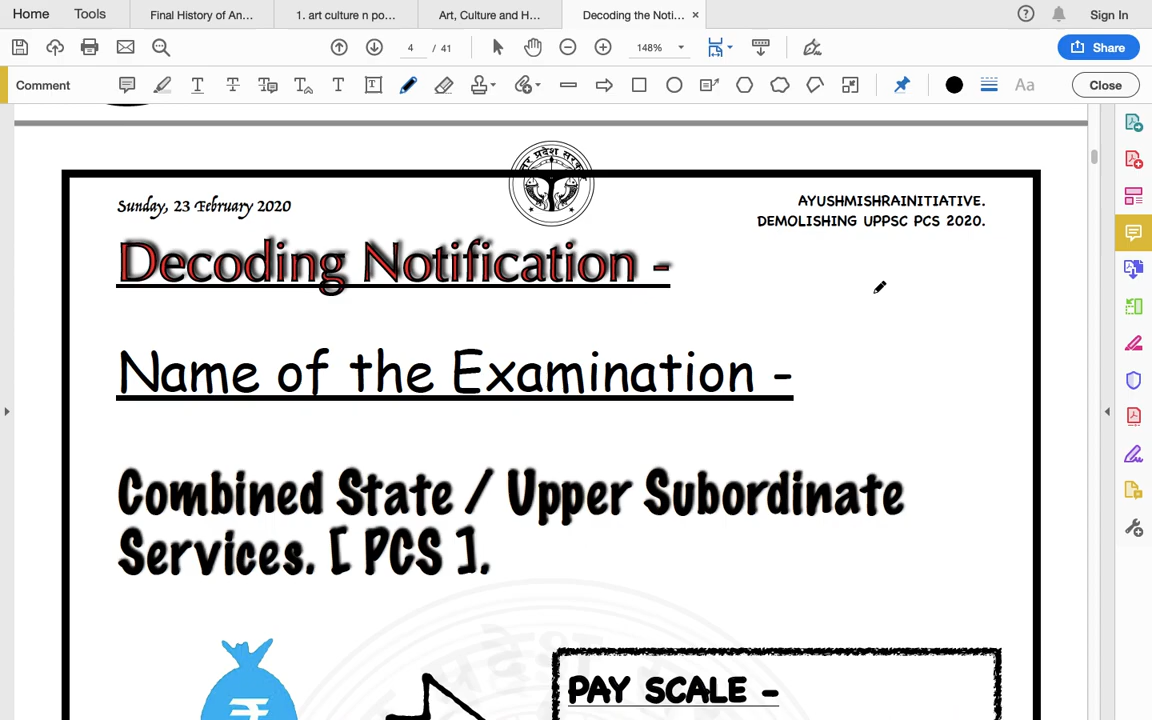 Home Tools Final History of An... 1. art culture n po... Art, Culture and H... Decoding the Noti... × Sign In
4 / 41 148% Share
Comment Aa Close
Sunday, 23 February 2020
AYUSHMISHRAINITIATIVE.
DEMOLISHING UPPSC PCS 2020.
Decoding Notification -
Name of the Examination -
Combined State / Upper Subordinate
Services. [ PCS ].
₹
PAY SCALE -